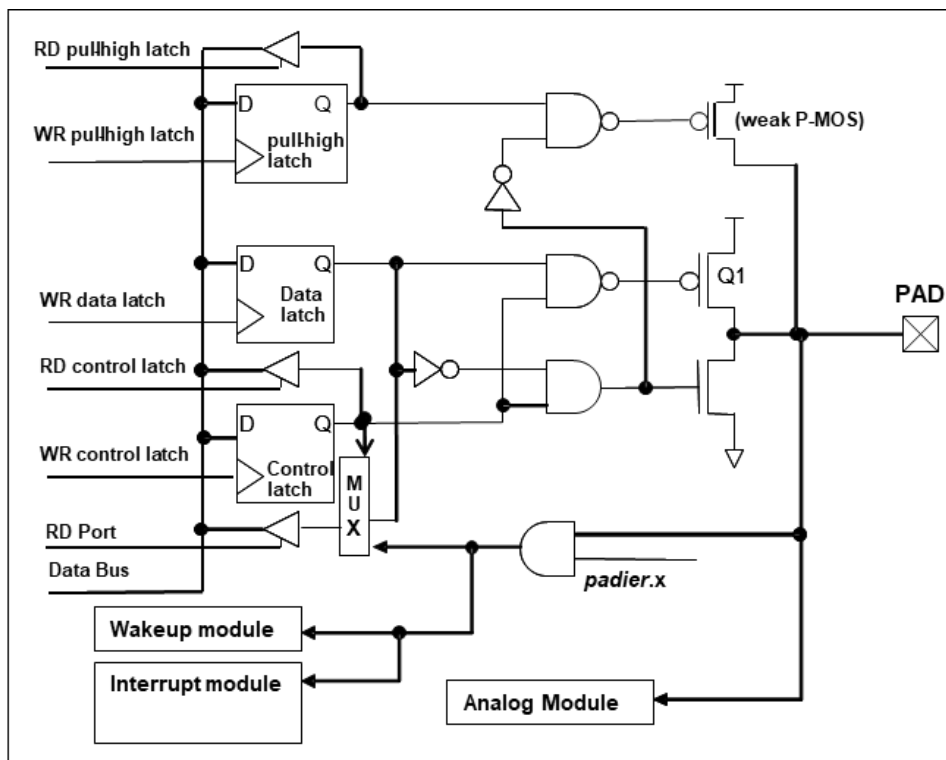 RD pull-high latch
D
Q
pull-high
latch
WR pull-high latch
(weak P-MOS)
D
Q
Data
latch
WR data latch
Q1
PAD
RD control latch
D
Q
Control
latch
WR control latch
M
U
X
RD Port
Data Bus
padier.x
Wakeup module
Interrupt module
Analog Module